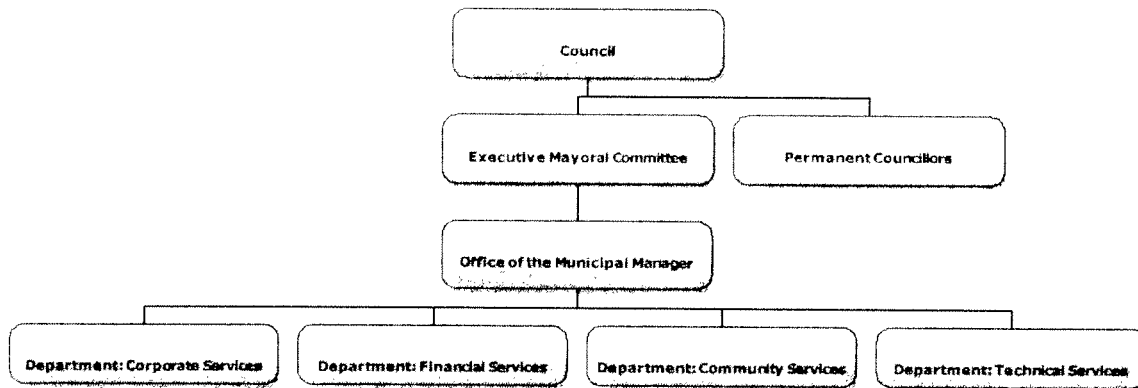 Council
Executive Mayoral Committee
Permanent Councillors
Office of the Municipal Manager
Department: Corporate Services
Department: Financial Services
Department: Community Services
Department: Technical Services